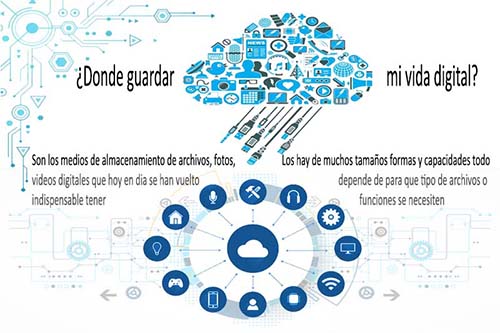 ¿Donde guardar mi vida digital?
Son los medios de almacenamiento de archivos, fotos,
videos digitales que hoy en dia se han vuelto
indispensable tener
Los hay de muchos tamaños formas y capacidades todo
depende de para que tipo de archivos o
funciones se necesiten
NEWS